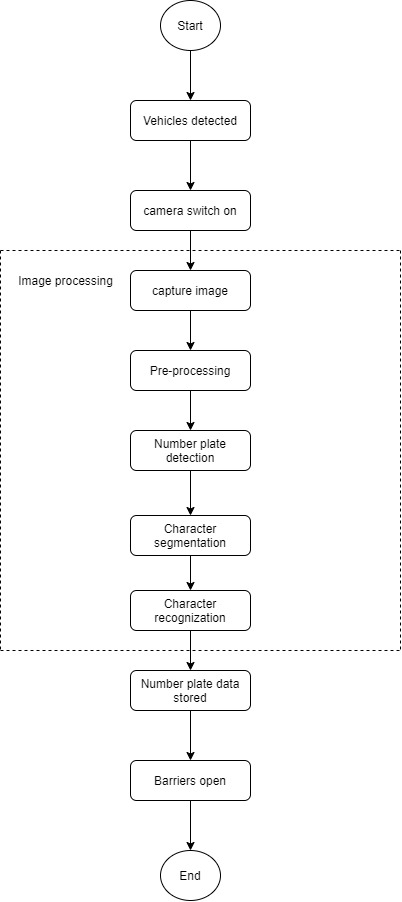 Start
Vehicles detected
camera switch on
Image processing
capture image
Pre-processing
Number plate
detection
Character
segmentation
Character
recognization
Number plate data
stored
Barriers open
End